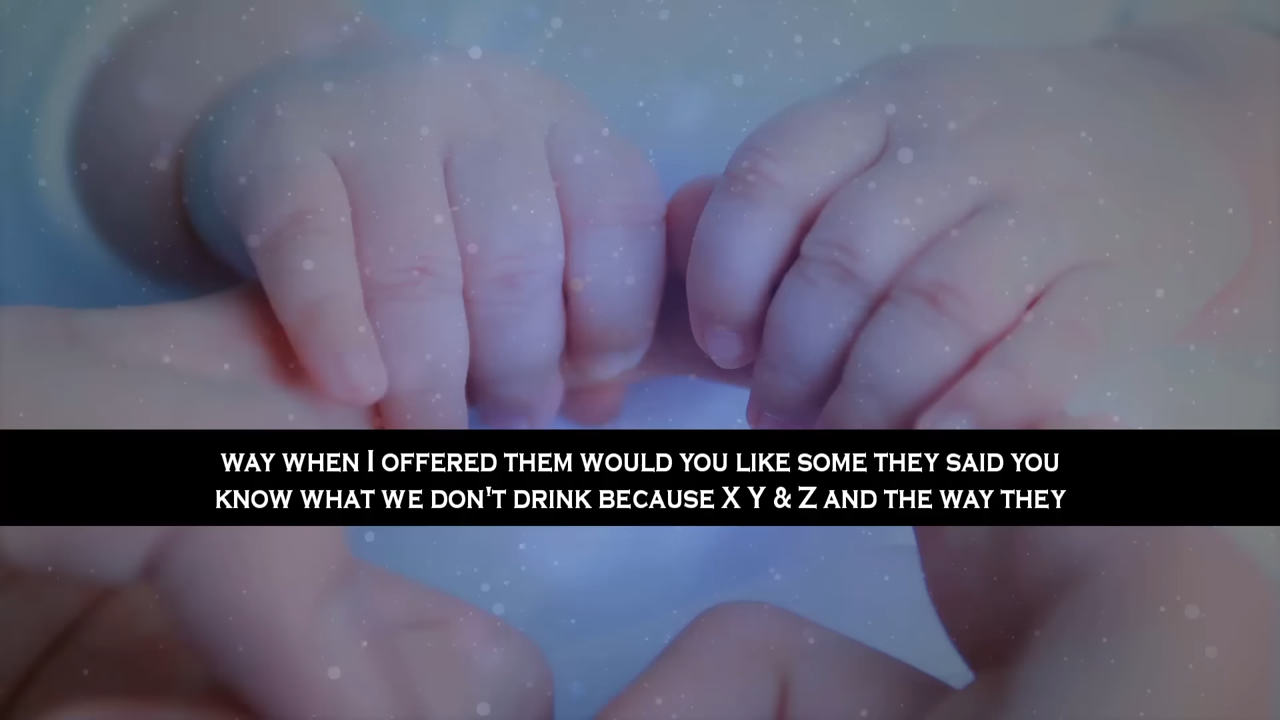 WAY WHEN I OFFERED THEM WOULD YOU LIKE SOME THEY SAID YOU
KNOW WHAT WE DON'T DRINK BECAUSE X Y & Z AND THE WAY THEY